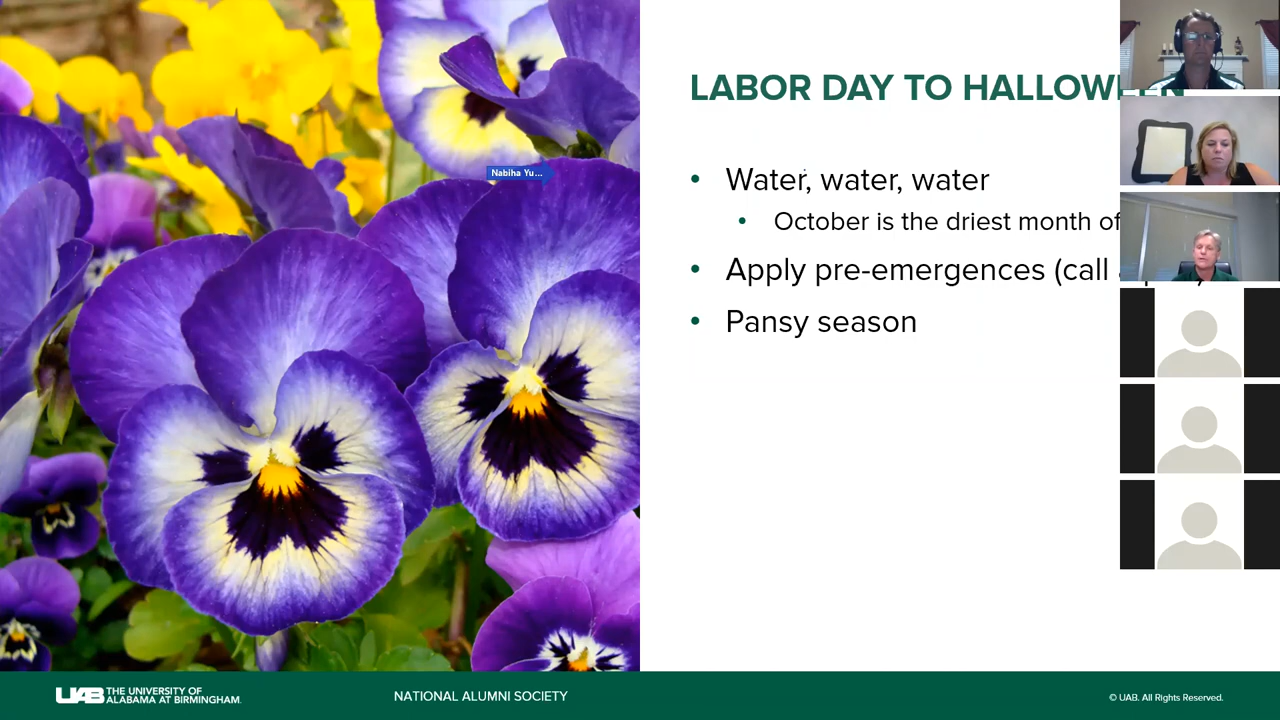 LABOR DAY TO HALLOWEEN
Nabiha Yu...
• Water, water, water
• October is the driest month of
• Apply pre-emergences (call
• Pansy season
UAB THE UNIVERSITY OF
ALABAMA AT BIRMINGHAM.
NATIONAL ALUMNI SOCIETY
© UAB. All Rights Reserved.